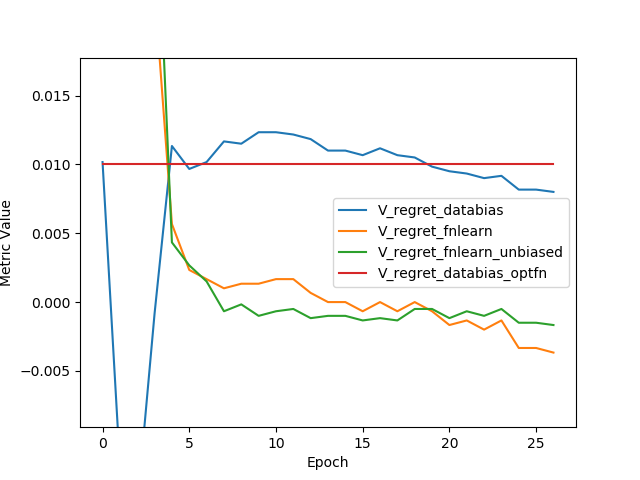 0.015
0.010
0.005
0.000
−0.005
Metric Value
V_regret_databias
V_regret_fnlearn
V_regret_fnlearn_unbiased
V_regret_databias_optfn
0 5 10 15 20 25
Epoch